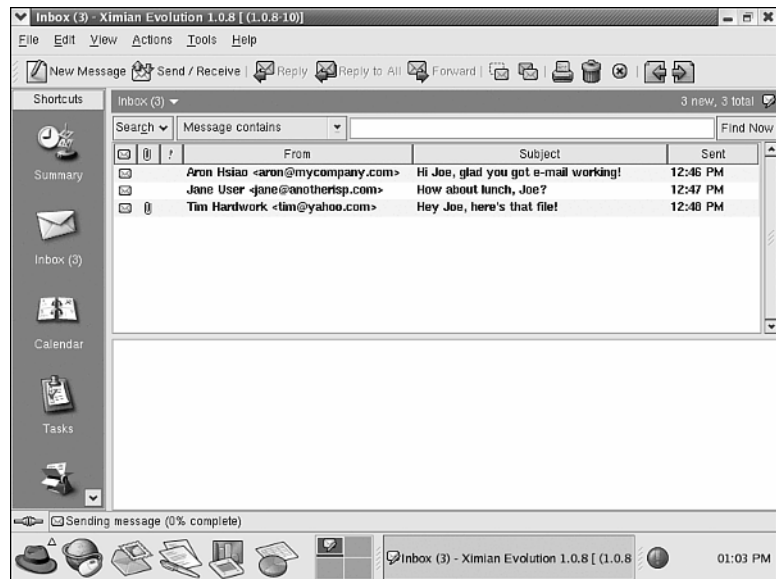 Inbox (3) - Ximian Evolution 1.0.8 [ (1.0.8-10)]
File Edit View Actions Tools Help
New Message Send / Receive Reply Reply to All Forward
Shortcuts
Inbox (3) 3 new, 3 total
Search Message contains Find Now
! From Subject Sent
Aron Hsiao <aron@mycompany.com> Hi Joe, glad you got e-mail working! 12:46 PM
Jane User <jane@anotherisp.com> How about lunch, Joe? 12:47 PM
Tim Hardwork <tim@yahoo.com> Hey Joe, here's that file! 12:48 PM
Summary
Inbox (3)
Calendar
Tasks
Sending message (0% complete)
Inbox (3) - Ximian Evolution 1.0.8 [ (1.0.8
01:03 PM